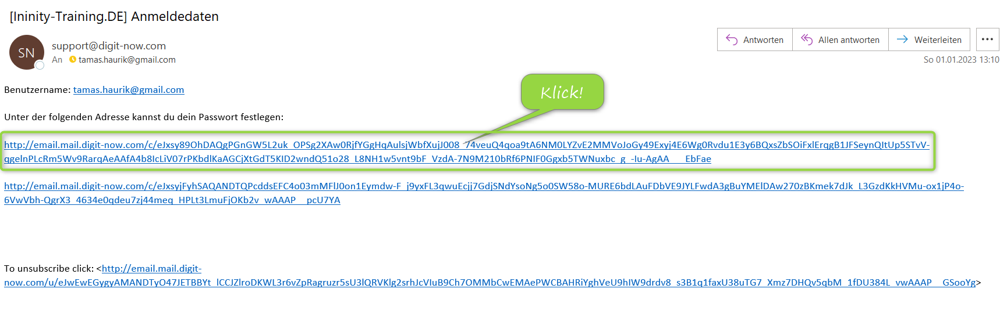 [Ininity-Training.DE] Anmeldedaten
SN
support@digit-now.com
An tamas.haurik@gmail.com
Antworten
Allen antworten
Weiterleiten
So 01.01.2023 13:10
Benutzername: tamas.haurik@gmail.com
Klick!
Unter der folgenden Adresse kannst du dein Passwort festlegen:
http://email.mail.digit-now.com/c/eJxsy89OhDAQgPGnGW5L2uk_OPSg2XAw0RjfYGgHqAulsjWbfXujJ008_74veuQ4qoa9tA6NM0LYZvE2MMVoJoGy49Exyj4E6Wg0Rvdu1E3y6BQxsZbSOiFxlErqgB1JFSeynQItUp5STvV-
qgelnPLcRm5Wv9RarqAeAAfA4b8IcLiV07rPKbdlKaAGCjXtGdT5KID2wndQ51o28_L8NH1w5vnt9bF_VzdA-7N9M210bRf6PNIF0Ggxb5TWNuxbc_g_-Iu-AgAA___EbFae
http://email.mail.digit-now.com/c/eJxsyjFyhSAQANDTQPcddsEFC4o03mMFlJ0on1Eymdw-F_j9yxFL3qwuEcjj7GdjSNdYsoNg5o0SW58o-MURE6bdLAuFDbVE9JYLFwdA3gBuYMElDAw270zBKmek7dJk_L3GzdKkHVMu-ox1jP4o-
6VwVbh-QgrX3_4634e0qdeu7zj44meq_HPLt3LmuFjOKb2v_wAAAP__pcU7YA
To unsubscribe click: <http://email.mail.digit-
now.com/u/eJwEwEGygyAMANDTyO47JETBBYt_lCCJZlroDKWL3r6vZpRagruzr5sU3lQRVKlg2srhJcVIuB9Ch7OMMbCwEMAePWCBAHRiYghVeU9hIW9drdv8_s3B1q1faxU38uTG7_Xmz7DHQv5qbM_1fDU384L_vwAAAP__GSooYg>